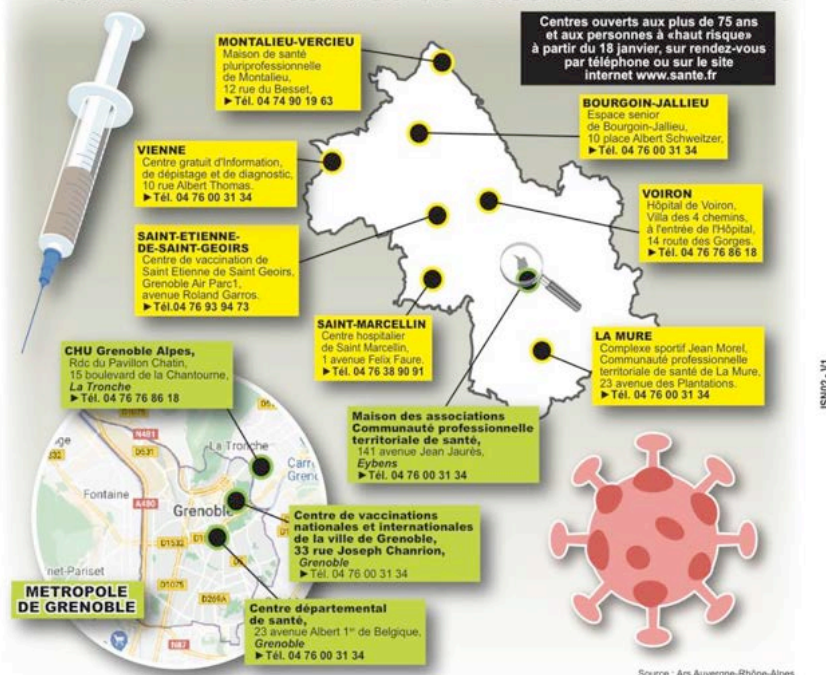 Centres ouverts aux plus de 75 ans
et aux personnes à «haut risque»
à partir du 18 janvier, sur rendez-vous
par téléphone ou sur le site
internet www.sante.fr
MONTALIEU-VERCIEU
Maison de santé
pluriprofessionnelle
de Montalieu,
12 rue du Besset,
►Tél. 04 74 90 19 63
BOURGOIN-JALLIEU
Espace senior
de Bourgoin-Jallieu,
10 place Albert Schweitzer,
►Tél. 04 76 00 31 34
VIENNE
Centre gratuit d'Information,
de dépistage et de diagnostic,
10 rue Albert Thomas.
►Tél. 04 76 00 31 34
VOIRON
Hôpital de Voiron,
Villa des 4 chemins,
à l'entrée de l'Hôpital,
14 route des Gorges.
►Tél. 04 76 76 86 18
SAINT-ETIENNE-
DE-SAINT-GEOIRS
Centre de vaccination de
Saint Etienne de Saint Geoirs,
Grenoble Air Parc1,
avenue Roland Garros.
►Tél.04 76 93 94 73
SAINT-MARCELLIN
Centre hospitalier
de Saint Marcellin,
1 avenue Felix Faure.
►Tél. 04 76 38 90 91
LA MURE
Complexe sportif Jean Morel,
Communauté professionnelle
territoriale de santé de La Mure,
23 avenue des Plantations.
►Tél. 04 76 00 31 34
CHU Grenoble Alpes,
Rdc du Pavillon Chatin,
15 boulevard de la Chantourne,
La Tronche
►Tél. 04 76 76 86 18
Maison des associations
Communauté professionnelle
territoriale de santé,
141 avenue Jean Jaurès,
Eybens
►Tél. 04 76 00 31 34
N481
D531
La Tronche
Fontaine
A480
Grenoble
D1532
D1075
D269A
N87
Centre de vaccinations
nationales et internationales
de la ville de Grenoble,
33 rue Joseph Chanrion,
Grenoble
►Tél. 04 76 00 31 34
METROPOLE
DE GRENOBLE
Centre départemental
de santé,
23 avenue Albert 1er de Belgique,
Grenoble
►Tél. 04 76 00 31 34
ISN02 - V1
Source : Ars Auvergne-Rhône-Alpes